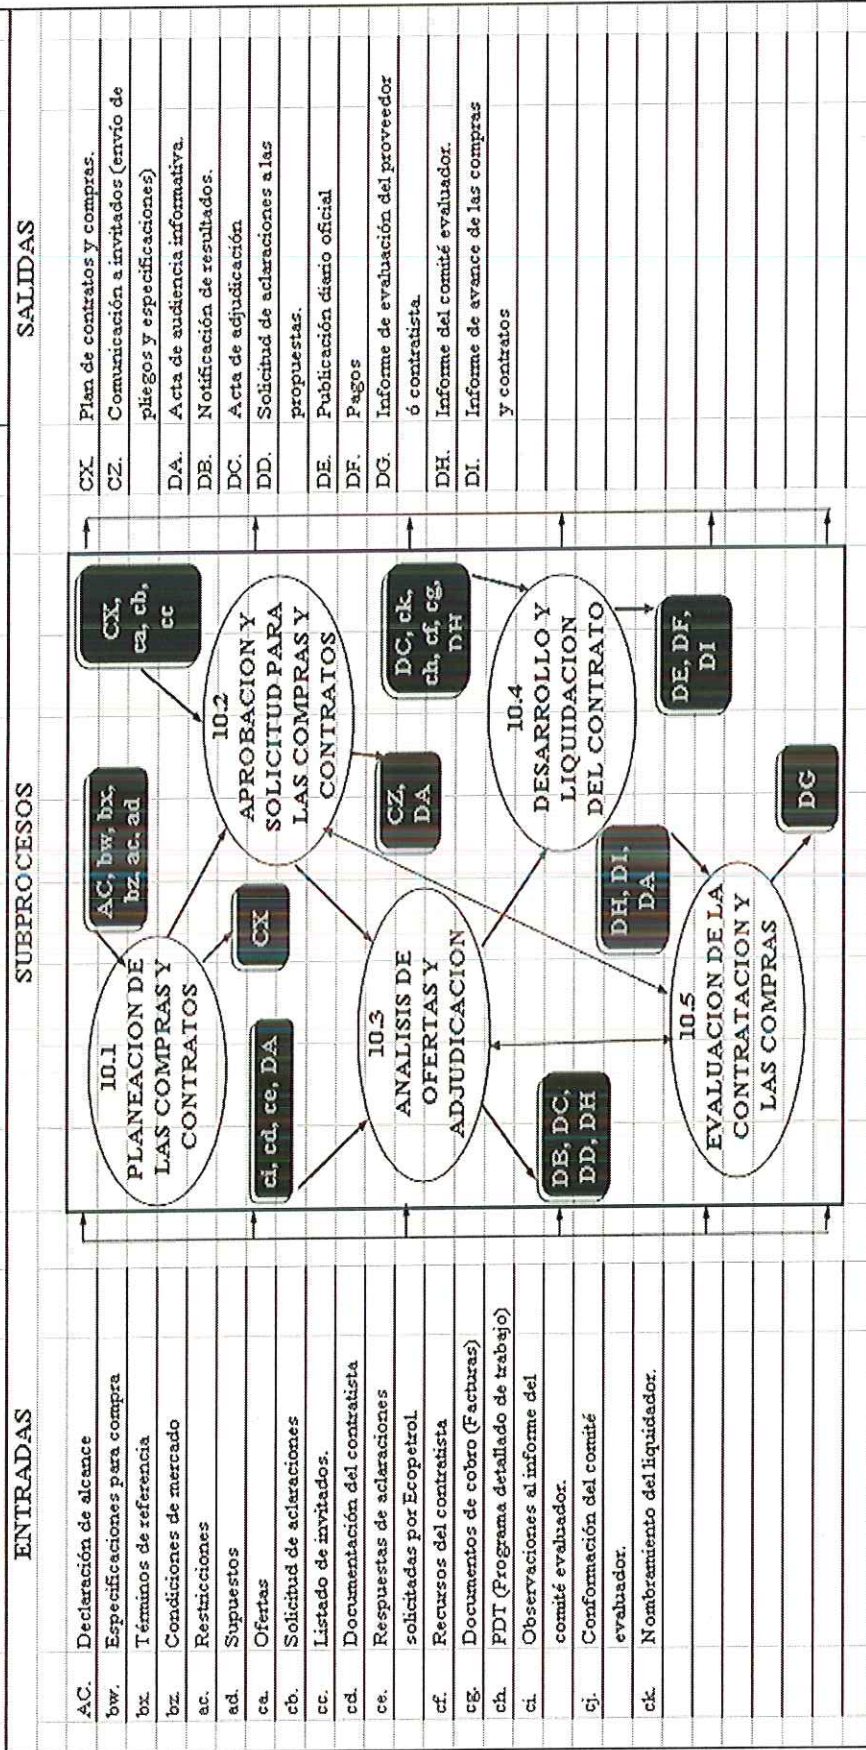 ENTRADAS
AC. Declaración de alcance
bw. Especificaciones para compra
bx. Términos de referencia
bz. Condiciones de mercado
ac. Restricciones
ad. Supuestos
ca. Ofertas
cb. Solicitud de aclaraciones
cc. Listado de invitados.
cd. Documentación del contratista
ce. Respuestas de aclaraciones
solicitadas por Ecopetrol.
cf. Recursos del contratista
cg. Documentos de cobro (Facturas)
ch. PDT (Programa detallado de trabajo)
ci. Observaciones al informe del
comité evaluador.
cj. Conformación del comité
evaluador.
ck. Nombramiento del liquidador.
SUBPROCESOS
AC, bw, bx,
bz, ac, ad
10.1
PLANEACION DE
LAS COMPRAS Y
CONTRATOS
CX
CX,
ca, cb,
cc
10.2
APROBACION Y
SOLICITUD PARA
LAS COMPRAS Y
CONTRATOS
CZ,
DA
ci, cd, ce, DA
10.3
ANALISIS DE
OFERTAS Y
ADJUDICACION
DB, DC,
DD, DH
DC, ck,
ch, cf, cg,
DH
10.4
DESARROLLO Y
LIQUIDACION
DEL CONTRATO
DE, DF,
DI
DH, DI,
DA
10.5
EVALUACION DE LA
CONTRATACION Y
LAS COMPRAS
DG
SALIDAS
CX. Plan de contratos y compras.
CZ. Comunicación a invitados (envío de
pliegos y especificaciones)
DA. Acta de audiencia informativa.
DB. Notificación de resultados.
DC. Acta de adjudicación
DD. Solicitud de aclaraciones a las
propuestas.
DE. Publicación diario oficial
DF. Pagos
DG. Informe de evaluación del proveedor
ó contratista.
DH. Informe del comité evaluador.
DI. Informe de avance de las compras
y contratos